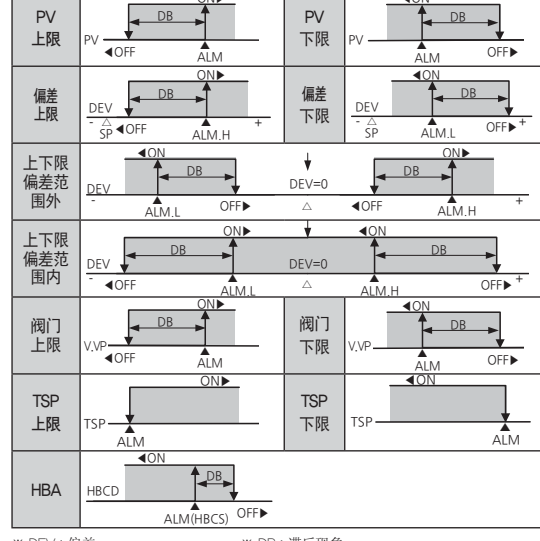 PV
上限
PV
ON▶
DB
◀OFF
ALM
PV
下限
PV
◀ON
DB
ALM
OFF▶
偏差
上限
DEV
ON▶
DB
- △
SP
◀OFF
ALM.H
+
偏差
下限
DEV
◀ON
DB
- △
SP
ALM.L
OFF▶
+
上下限
偏差范
围外
DEV
-
◀ON
DB
ALM.L
OFF▶
DEV=0
△
ON▶
DB
◀OFF
ALM.H
+
上下限
偏差范
围内
DEV
-
ON▶
DB
◀OFF
ALM.L
DEV=0
△
◀ON
DB
ALM.H
OFF▶
+
阀门
上限
V.VP
ON▶
DB
◀OFF
ALM
阀门
下限
V.VP
◀ON
DB
ALM
OFF▶
TSP
上限
TSP
ON▶
ALM
TSP
下限
TSP
◀ON
ALM
HBA
HBCD
◀ON
DB
ALM(HBCS)
OFF▶